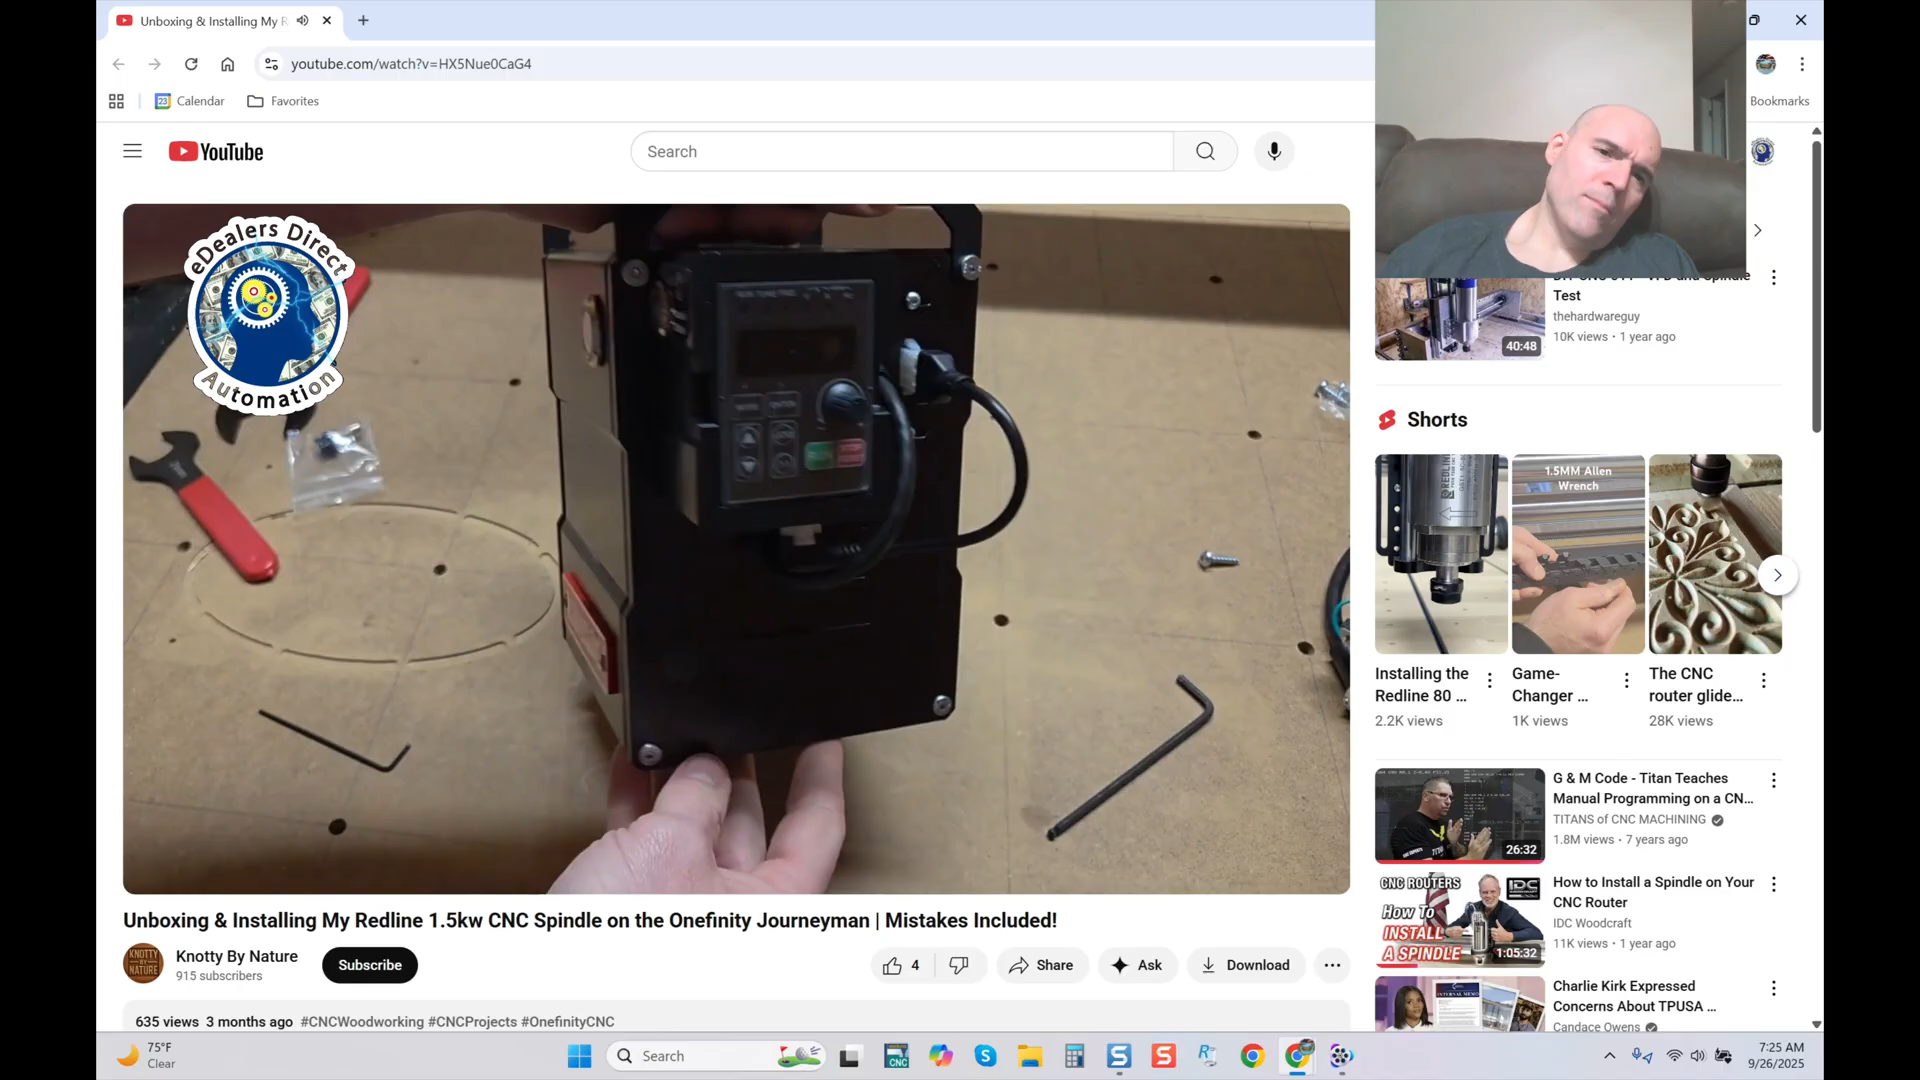 Unboxing & Installing My R
youtube.com/watch?v=HX5Nue0CaG4
Calendar
Favorites
Bookmarks
YouTube
Search
eDealers Direct
Automation
Test
thehardwareguy
10K views • 1 year ago
40:48
Shorts
REDLINE
1.5MM Allen
Wrench
Installing the
Redline 80 ...
2.2K views
Game-
Changer ...
1K views
The CNC
router glide...
28K views
G & M Code - Titan Teaches
Manual Programming on a CN...
TITANS of CNC MACHINING
1.8M views • 7 years ago
26:32
CNC ROUTERS
IDC
How To
INSTALL
A SPINDLE
1:05:32
How to Install a Spindle on Your
CNC Router
IDC Woodcraft
11K views • 1 year ago
Charlie Kirk Expressed
Concerns About TPUSA ...
Candace Owens
Unboxing & Installing My Redline 1.5kw CNC Spindle on the Onefinity Journeyman | Mistakes Included!
KNOTTY
BY
NATURE
Knotty By Nature
915 subscribers
Subscribe
4
Share
Ask
Download
635 views 3 months ago #CNCWoodworking #CNCProjects #OnefinityCNC
75°F
Clear
Search
CNC
7:25 AM
9/26/2025